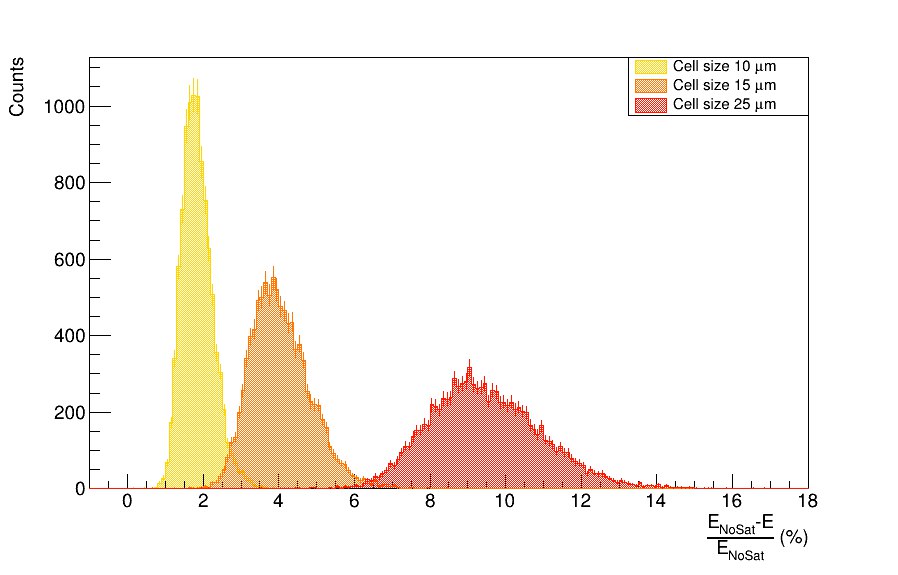 Counts
Cell size 10 μm
Cell size 15 μm
Cell size 25 μm
1000
800
600
400
200
0
0 2 4 6 8 10 12 14 16 18
E_NoSat-E
E_NoSat (%)